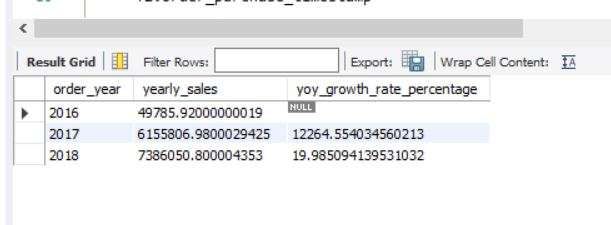 Result Grid Filter Rows: Export: Wrap Cell Content: IA
order_year yearly_sales yoy_growth_rate_percentage
2016 49785.92000000019 NULL
2017 6155806.9800029425 12264.554034560213
2018 7386050.800004353 19.985094139531032